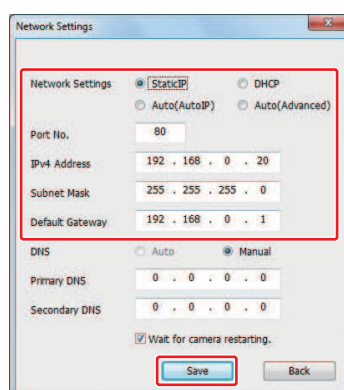 Network Settings
Network Settings StaticIP DHCP
Auto(AutoIP) Auto(Advanced)
Port No. 80
IPv4 Address 192 . 168 . 0 . 20
Subnet Mask 255 . 255 . 255 . 0
Default Gateway 192 . 168 . 0 . 1
DNS Auto Manual
Primary DNS 0 . 0 . 0 . 0
Secondary DNS 0 . 0 . 0 . 0
Wait for camera restarting.
Save Back